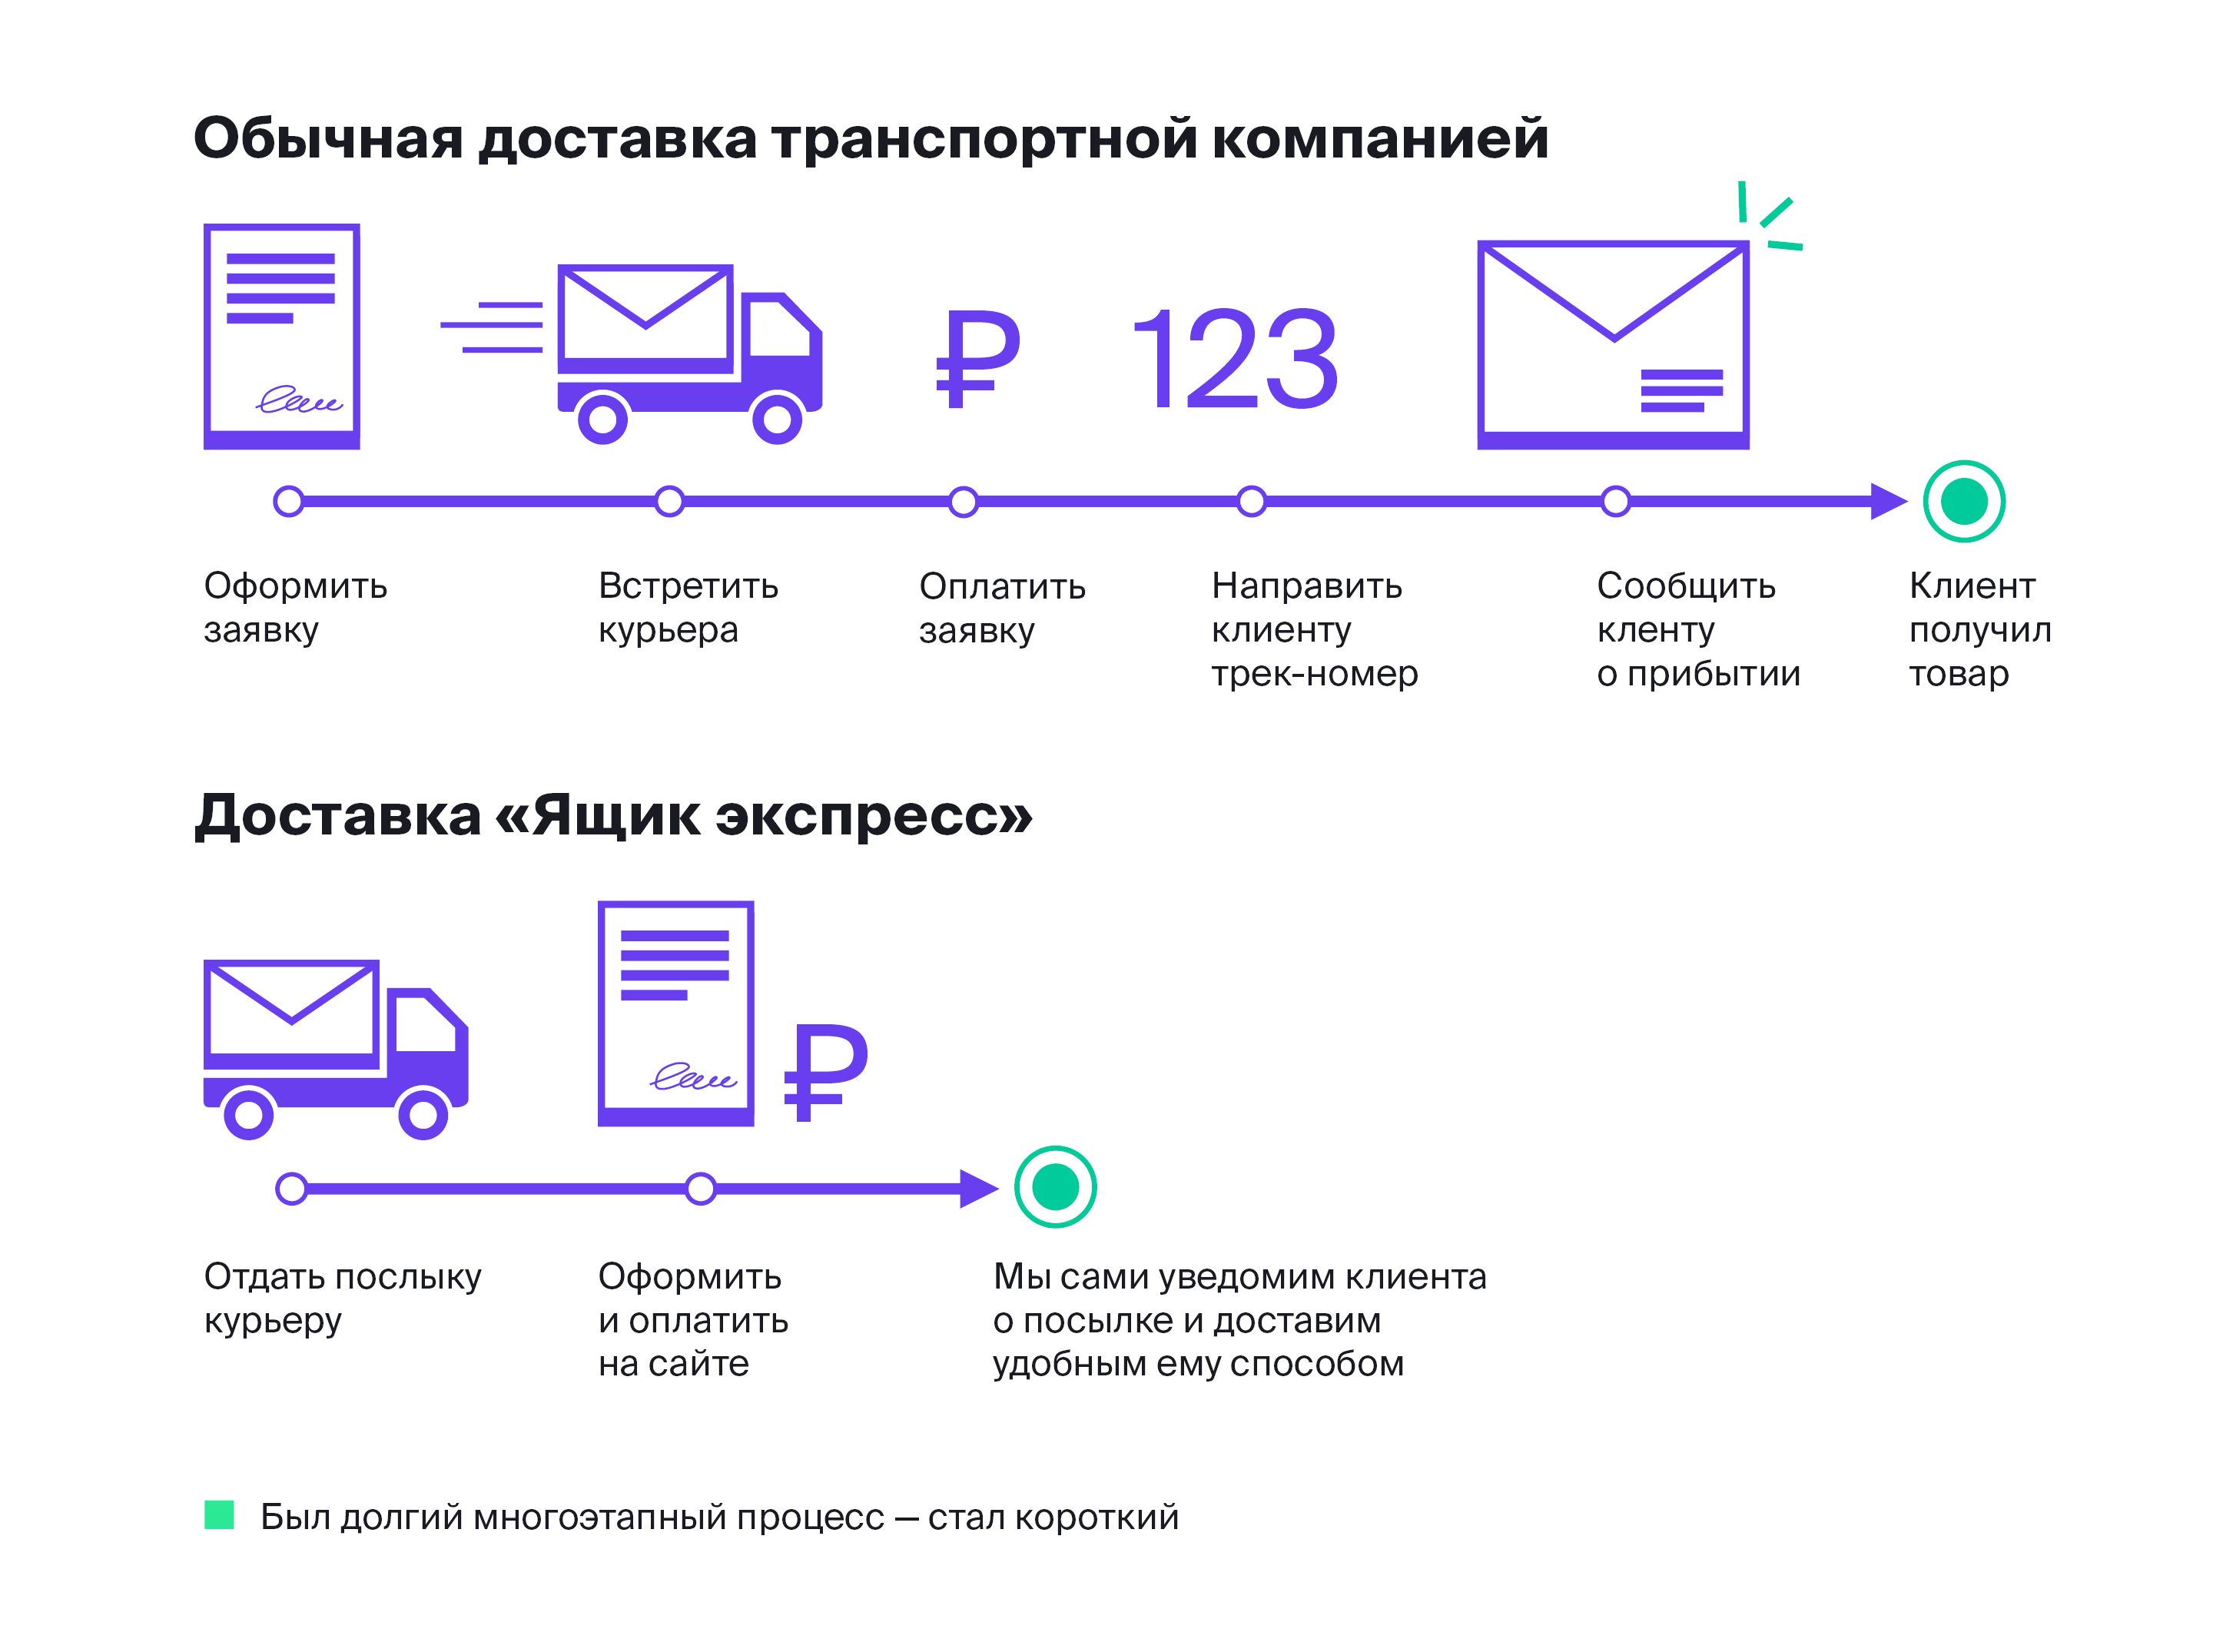 Обычная доставка транспортной компанией
₽
123
Оформить
заявку
Встретить
курьера
Оплатить
заявку
Направить
клиенту
трек-номер
Сообщить
кленту
о прибытии
Клиент
получил
товар
Доставка «Ящик экспресс»
₽
Отдать послыку
курьеру
Оформить
и оплатить
на сайте
Мы сами уведомим клиента
о посылке и доставим
удобным ему способом
Был долгий многоэтапный процесс — стал короткий